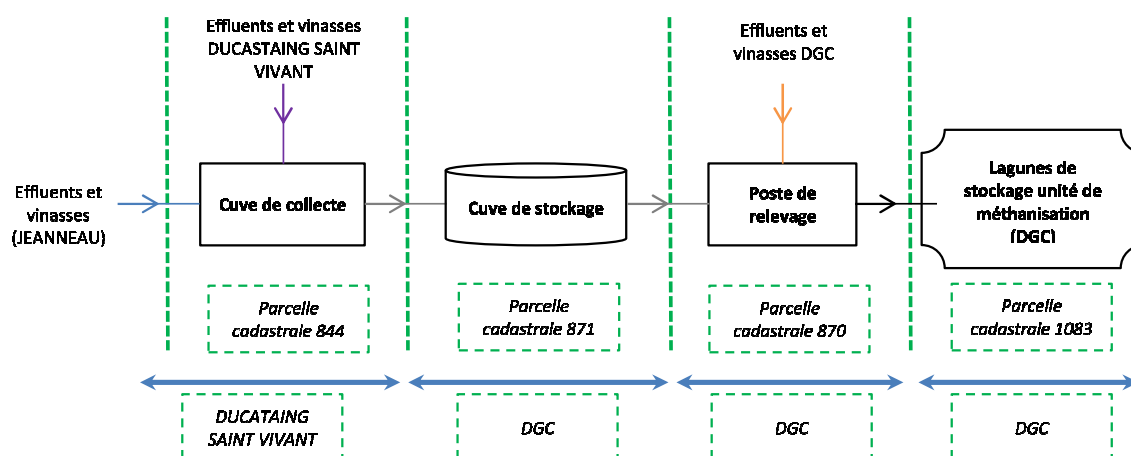 Effluents et vinasses
DUCASTAING SAINT
VIVANT
Effluents et
vinasses DGC
Effluents et
vinasses
(JEANNEAU)
Cuve de collecte
Cuve de stockage
Poste de
relevage
Lagunes de
stockage unité de
méthanisation
(DGC)
Parcelle
cadastrale 844
Parcelle
cadastrale 871
Parcelle
cadastrale 870
Parcelle
cadastrale 1083
DUCATAING
SAINT VIVANT
DGC
DGC
DGC